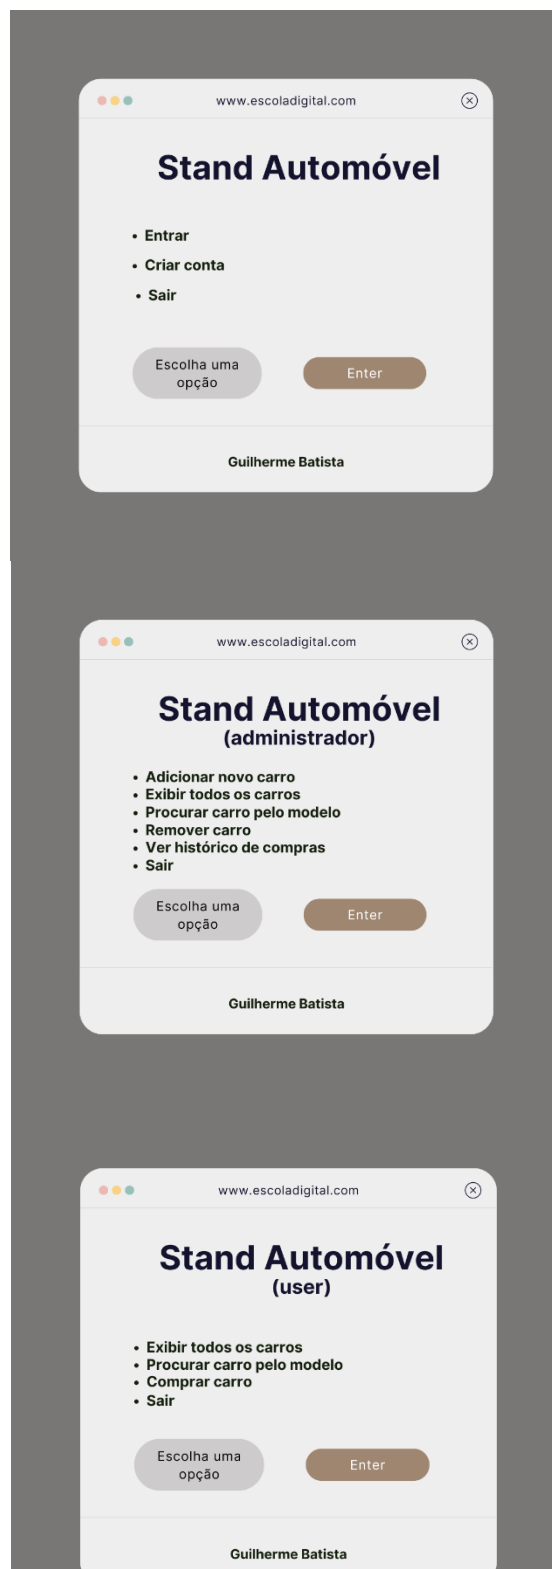 www.escoladigital.com
Stand Automóvel
• Entrar
• Criar conta
• Sair
Escolha uma
opção
Enter
Guilherme Batista
www.escoladigital.com
Stand Automóvel
(administrador)
• Adicionar novo carro
• Exibir todos os carros
• Procurar carro pelo modelo
• Remover carro
• Ver histórico de compras
• Sair
Escolha uma
opção
Enter
Guilherme Batista
www.escoladigital.com
Stand Automóvel
(user)
• Exibir todos os carros
• Procurar carro pelo modelo
• Comprar carro
• Sair
Escolha uma
opção
Enter
Guilherme Batista